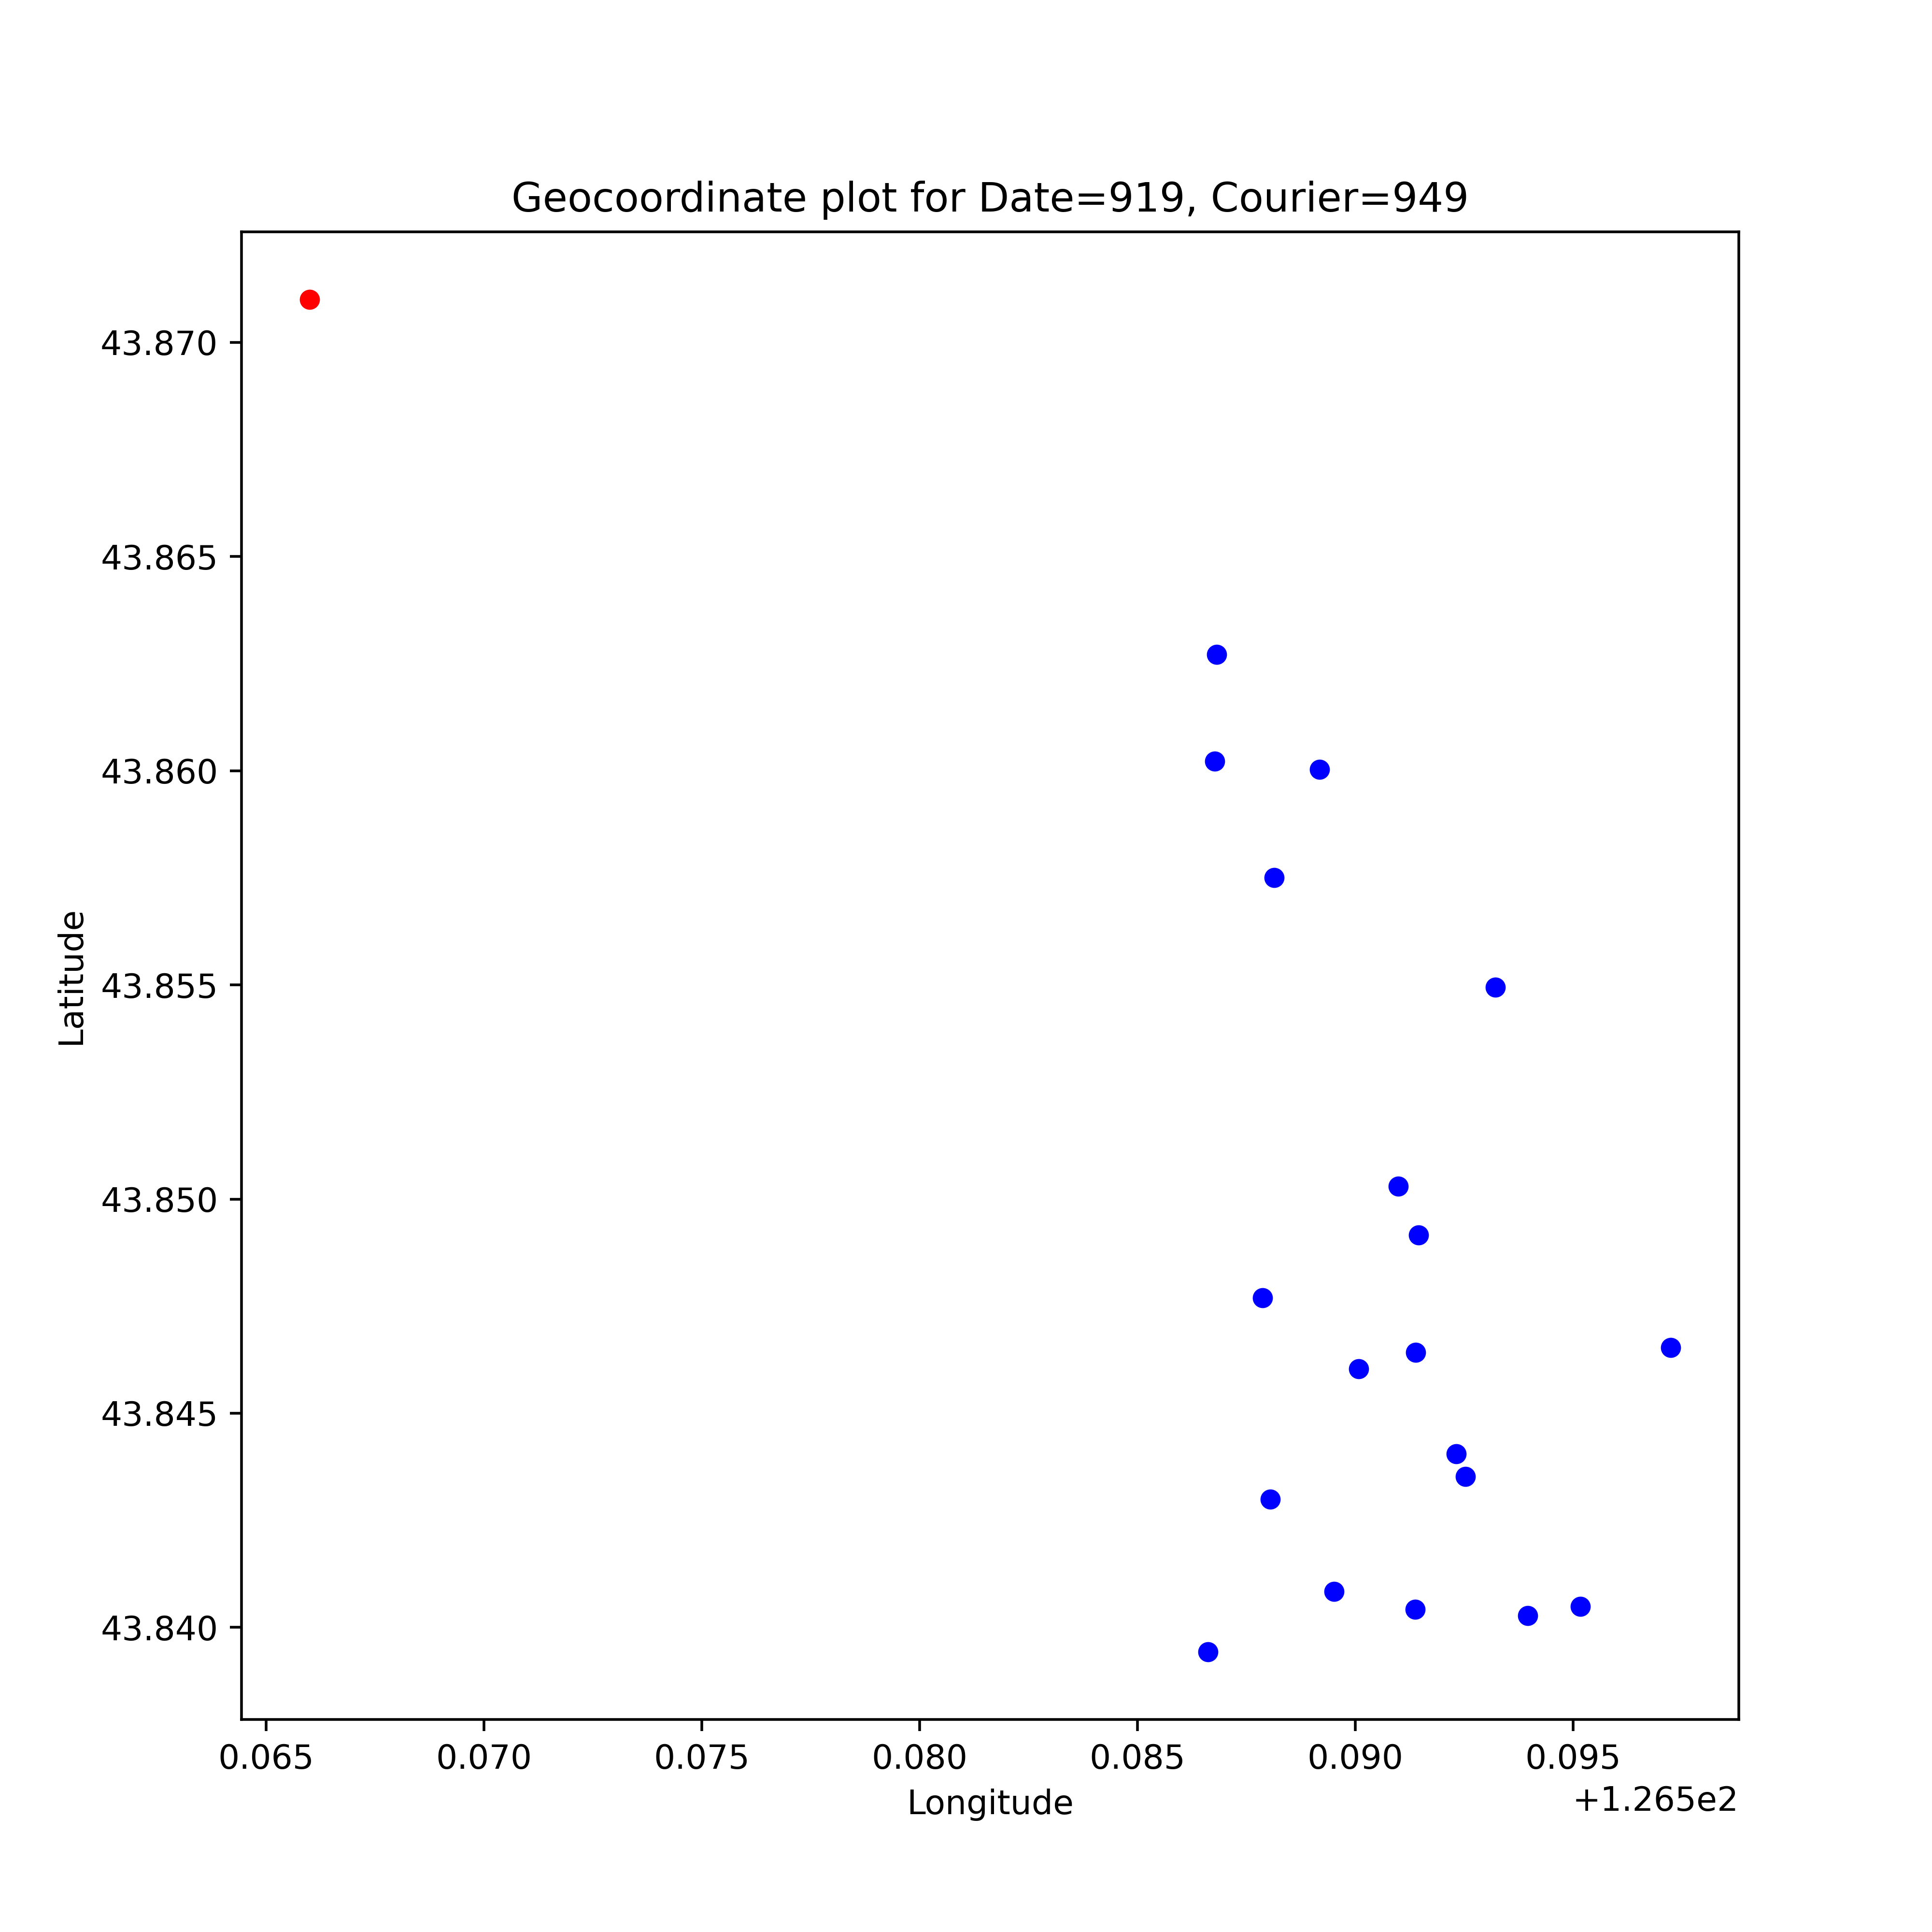 Geocoordinate plot for Date=919, Courier=949
43.870
43.865
43.860
43.855
43.850
43.845
43.840
Latitude
0.065 0.070 0.075 0.080 0.085 0.090 0.095
+1.265e2
Longitude